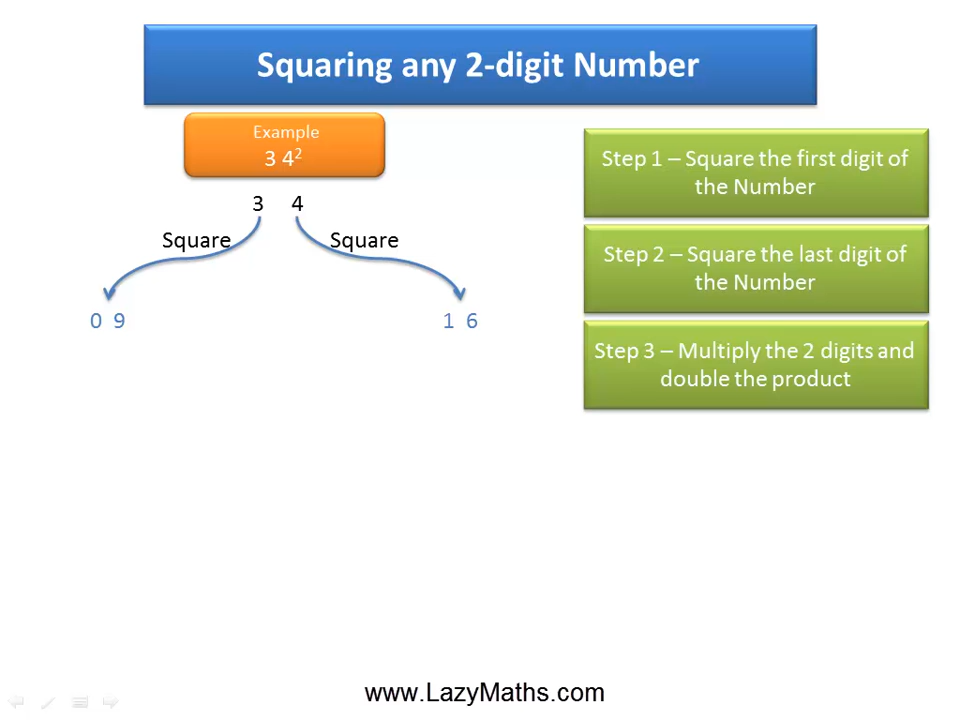 Squaring any 2-digit Number
Example
3 4²
3 4
Square Square
0 9 1 6
Step 1 – Square the first digit of
the Number
Step 2 – Square the last digit of
the Number
Step 3 – Multiply the 2 digits and
double the product
www.LazyMaths.com